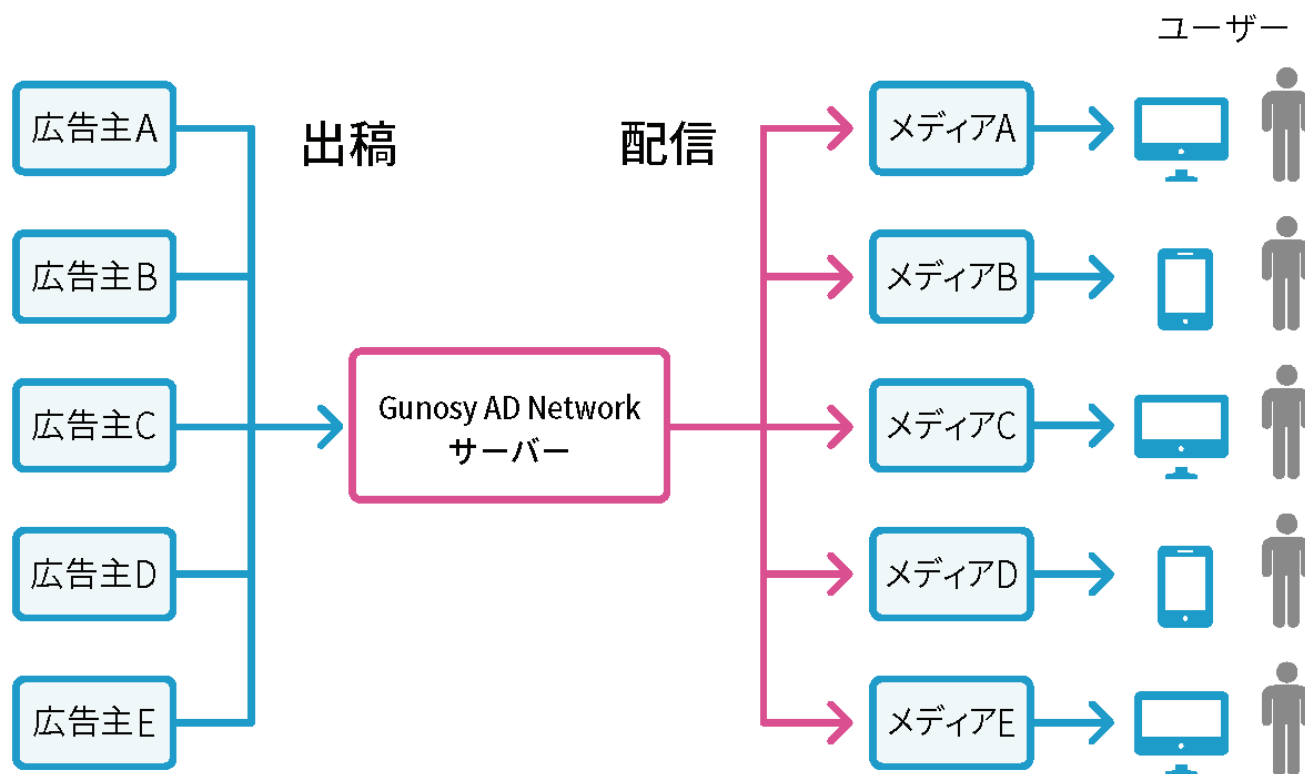 ユーザー
広告主A
出稿
配信
メディアA
広告主B
メディアB
広告主C
Gunosy AD Network
サーバー
メディアC
広告主D
メディアD
広告主E
メディアE